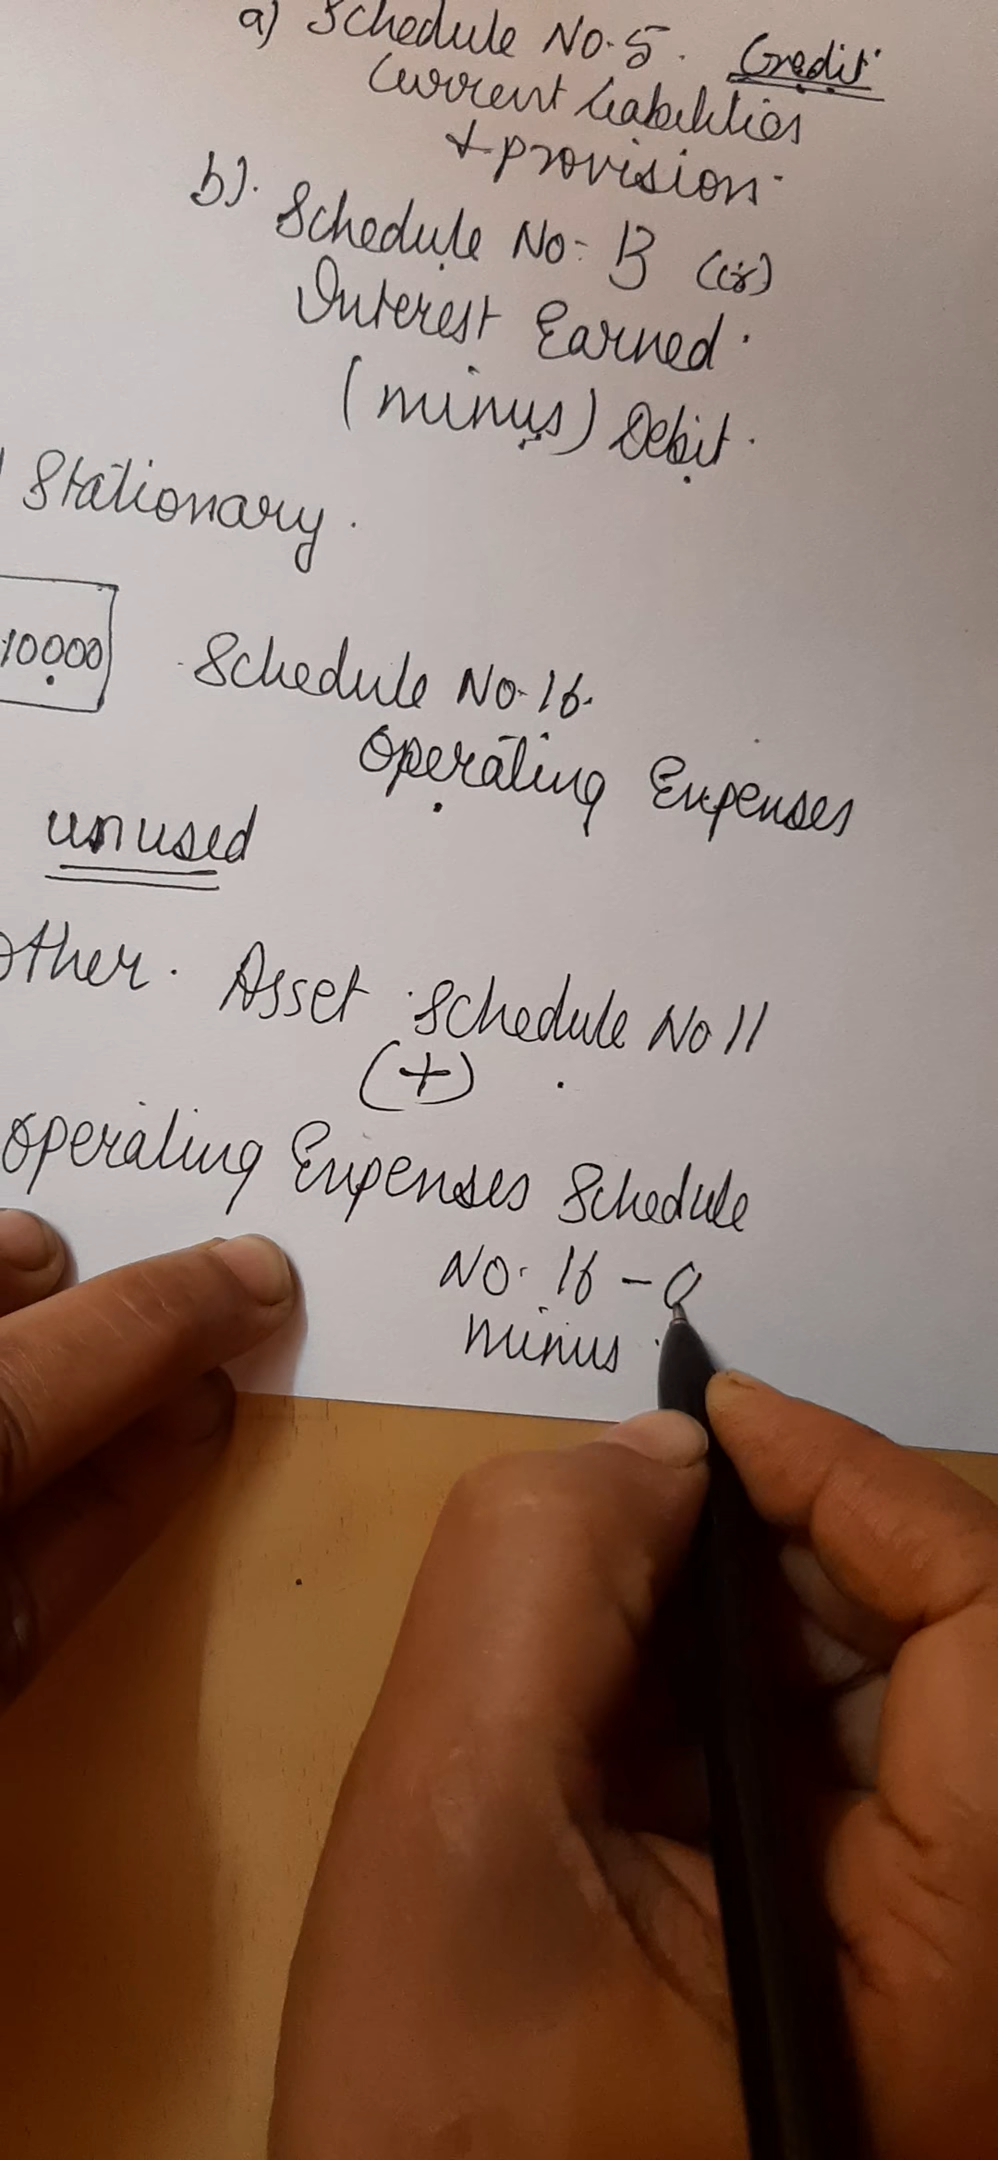 a) Schedule No. 5. Credit
Current liabilities
+ provision.
b). Schedule No. 13
Interest Earned.
(minus) Debit.
Stationary.
10000 Schedule No. 16.
Operating Expenses
unused
Other. Asset Schedule No 11
(+)
Operating Expenses Schedule
No. 16 –
minus